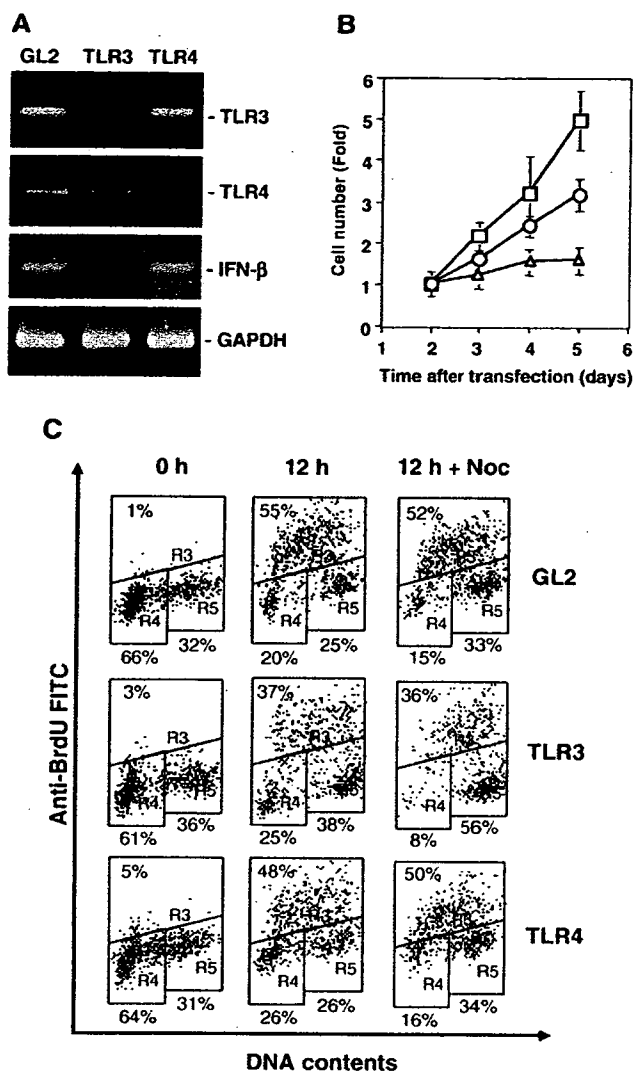 A
GL2 TLR3 TLR4
- TLR3
- TLR4
- IFN-β
- GAPDH
B
Cell number (Fold)
6
5
4
3
2
1
0
1 2 3 4 5 6
Time after transfection (days)
C
0 h 12 h 12 h + Noc
Anti-BrdU FITC
1% 55% 52%
R3 R3
R4 R5 R4 R5 R4 R5
GL2
66% 32% 20% 25% 15% 33%
3% 37% 36%
R3 R3
R4 R5 R4 R4
TLR3
61% 36% 25% 38% 8% 56%
5% 48% 50%
R3 R3 R3
R4 R5 R4 R5 R4 R5
TLR4
64% 31% 26% 26% 16% 34%
DNA contents